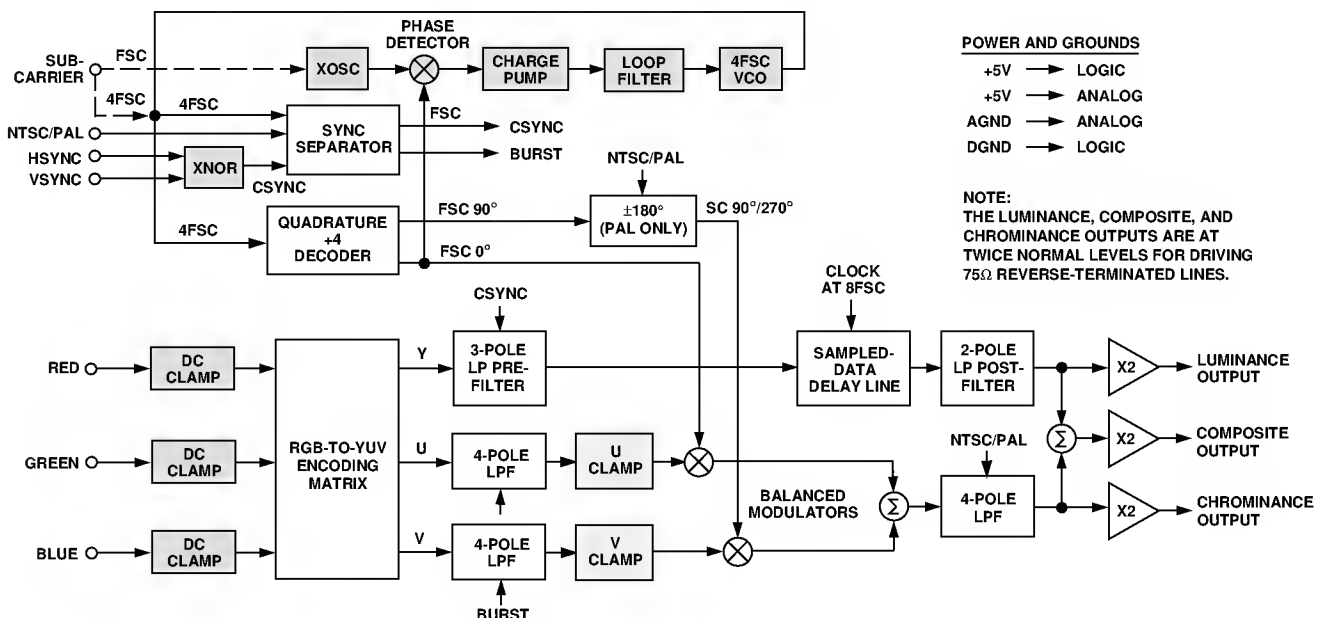 PHASE
DETECTOR
SUB-
CARRIER
FSC
XOSC
CHARGE
PUMP
LOOP
FILTER
4FSC
VCO
4FSC
4FSC
FSC
NTSC/PAL
SYNC
SEPARATOR
CSYNC
BURST
HSYNC
VSYNC
XNOR
CSYNC
NTSC/PAL
4FSC
QUADRATURE
+4
DECODER
FSC 90°
FSC 0°
±180°
(PAL ONLY)
SC 90°/270°
POWER AND GROUNDS
+5V LOGIC
+5V ANALOG
AGND ANALOG
DGND LOGIC
NOTE:
THE LUMINANCE, COMPOSITE, AND
CHROMINANCE OUTPUTS ARE AT
TWICE NORMAL LEVELS FOR DRIVING
75Ω REVERSE-TERMINATED LINES.
CSYNC
CLOCK
AT 8FSC
RED
DC
CLAMP
RGB-TO-YUV
ENCODING
MATRIX
Y
3-POLE
LP PRE-
FILTER
SAMPLED-
DATA
DELAY LINE
2-POLE
LP POST-
FILTER
X2
LUMINANCE
OUTPUT
GREEN
DC
CLAMP
U
4-POLE
LPF
U
CLAMP
NTSC/PAL
Σ
X2
COMPOSITE
OUTPUT
BALANCED
MODULATORS
Σ
4-POLE
LPF
X2
CHROMINANCE
OUTPUT
BLUE
DC
CLAMP
V
4-POLE
LPF
V
CLAMP
BURST